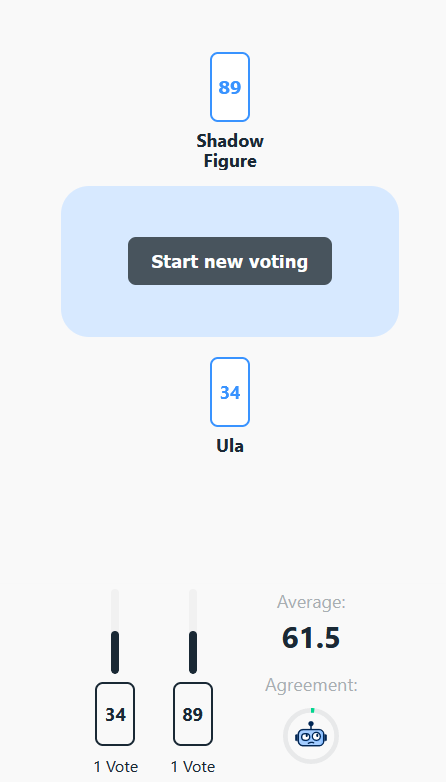 89
Shadow
Figure
Start new voting
34
Ula
Average:
61.5
Agreement:
34 89
1 Vote 1 Vote